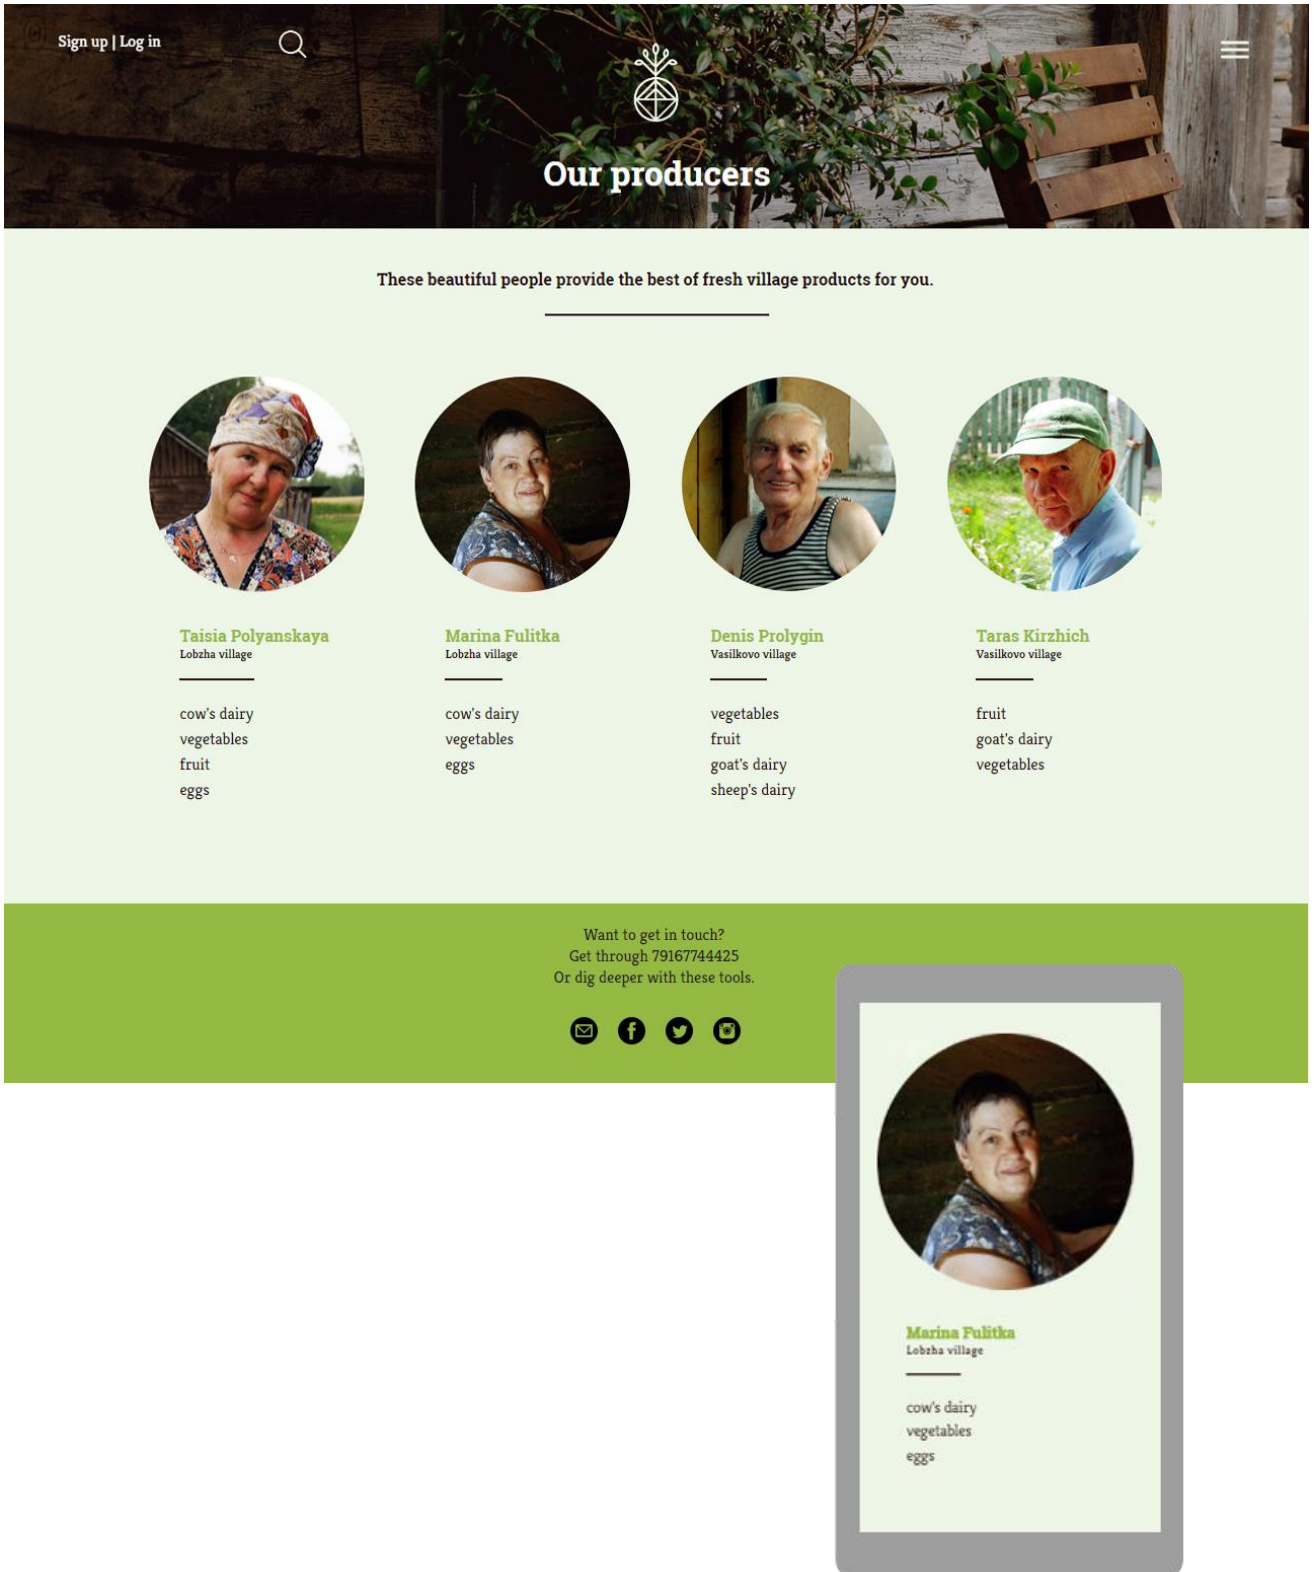 Sign up | Log in
Our producers
These beautiful people provide the best of fresh village products for you.
Taisia Polyanskaya
Lobzha village
cow's dairy
vegetables
fruit
eggs
Marina Fulitka
Lobzha village
cow's dairy
vegetables
eggs
Denis Prolygin
Vasilkovo village
vegetables
fruit
goat's dairy
sheep's dairy
Taras Kirzhich
Vasilkovo village
fruit
goat's dairy
vegetables
Want to get in touch?
Get through 79167744425
Or dig deeper with these tools.
Marina Fulitka
Lobzha village
cow's dairy
vegetables
eggs